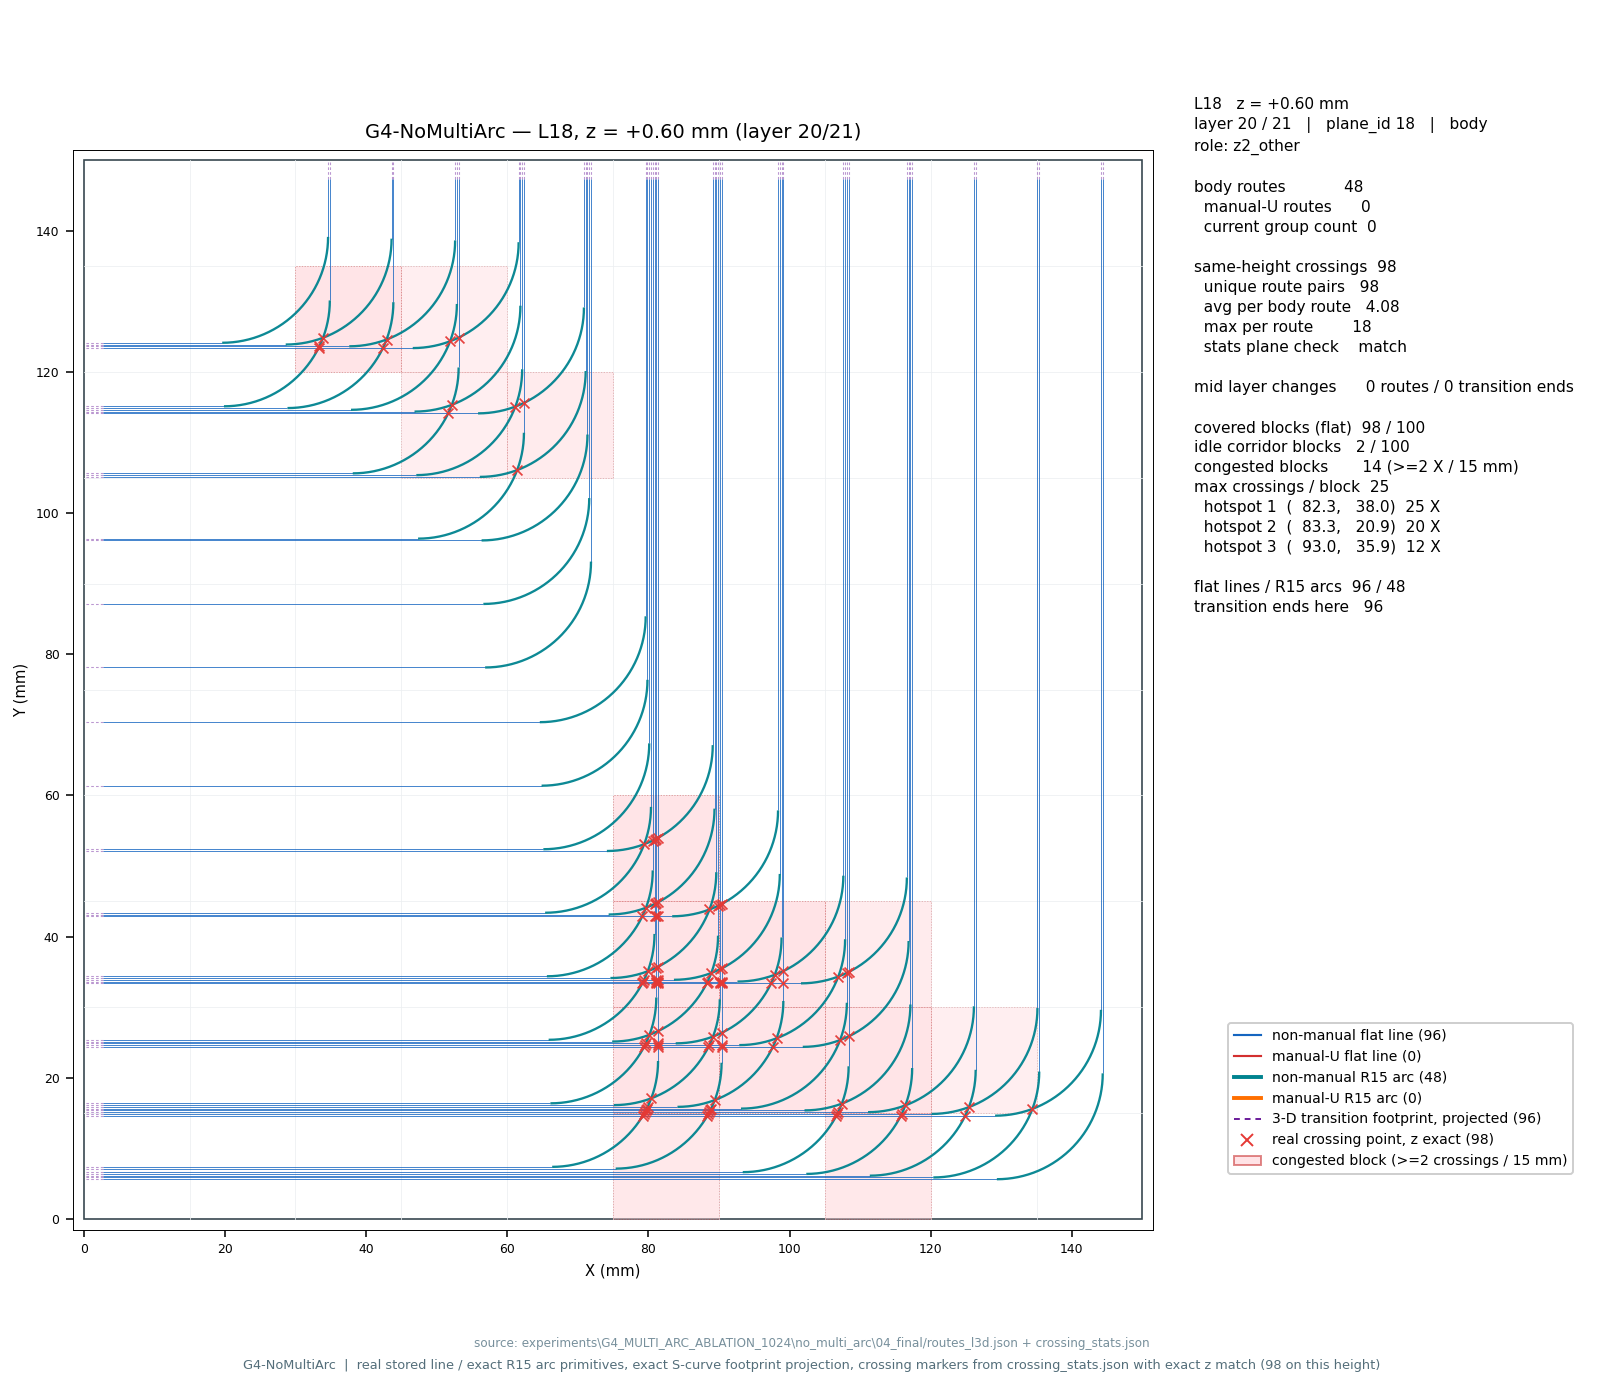 G4-NoMultiArc — L18, z = +0.60 mm (layer 20/21)
140
120
100
80
60
40
20
0
Y (mm)
0 20 40 60 80 100 120 140
X (mm)
L18 z = +0.60 mm
layer 20 / 21 | plane_id 18 | body
role: z2_other
body routes 48
manual-U routes 0
current group count 0
same-height crossings 98
unique route pairs 98
avg per body route 4.08
max per route 18
stats plane check match
mid layer changes 0 routes / 0 transition ends
covered blocks (flat) 98 / 100
idle corridor blocks 2 / 100
congested blocks 14 (>=2 X / 15 mm)
max crossings / block 25
hotspot 1 ( 82.3, 38.0) 25 X
hotspot 2 ( 83.3, 20.9) 20 X
hotspot 3 ( 93.0, 35.9) 12 X
flat lines / R15 arcs 96 / 48
transition ends here 96
non-manual flat line (96)
manual-U flat line (0)
non-manual R15 arc (48)
manual-U R15 arc (0)
3-D transition footprint, projected (96)
real crossing point, z exact (98)
congested block (>=2 crossings / 15 mm)
source: experiments\G4_MULTI_ARC_ABLATION_1024\no_multi_arc\04_final/routes_l3d.json + crossing_stats.json
G4-NoMultiArc | real stored line / exact R15 arc primitives, exact S-curve footprint projection, crossing markers from crossing_stats.json with exact z match (98 on this height)